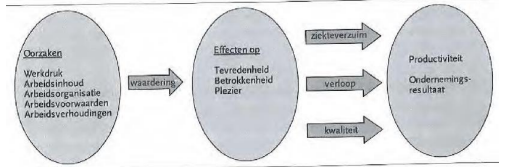 Oorzaken
Werkdruk
Arbeidsinhoud
Arbeidsorganisatie
Arbeidsvoorwaarden
Arbeidsverhoudingen
waardering
Effecten op
Tevredenheid
Betrokkenheid
Plezier
ziekteverzuim
verloop
kwaliteit
Productiviteit
Ondernemings-
resultaat